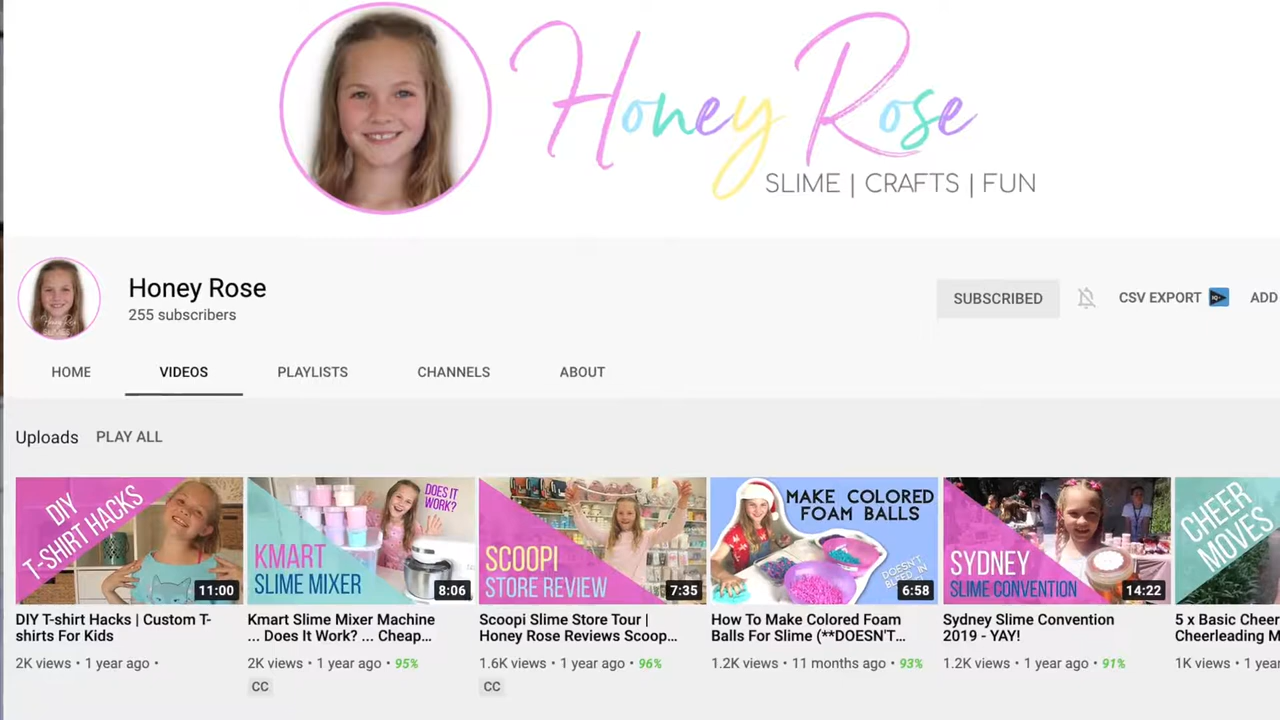 Honey Rose
SLIME | CRAFTS | FUN
Honey Rose
255 subscribers
SUBSCRIBED
CSV EXPORT
ADD
HOME
VIDEOS
PLAYLISTS
CHANNELS
ABOUT
Uploads
PLAY ALL
DIY
T-SHIRT HACKS
11:00
DIY T-shirt Hacks | Custom T-
shirts For Kids
2K views • 1 year ago •
DOES IT
WORK?
KMART
SLIME MIXER
8:06
Kmart Slime Mixer Machine
... Does It Work? ... Cheap...
2K views • 1 year ago • 95%
CC
SCOOPI
STORE REVIEW
7:35
Scoopi Slime Store Tour |
Honey Rose Reviews Scoop...
1.6K views • 1 year ago • 96%
CC
MAKE COLORED
FOAM BALLS
DOESN'T
BLEED IN
6:58
How To Make Colored Foam
Balls For Slime (**DOESN'T...
1.2K views • 11 months ago • 93%
SYDNEY
SLIME CONVENTION
14:22
Sydney Slime Convention
2019 - YAY!
1.2K views • 1 year ago • 91%
CHEER
MOVES
5 x Basic Cheer
Cheerleading M
1K views • 1 year